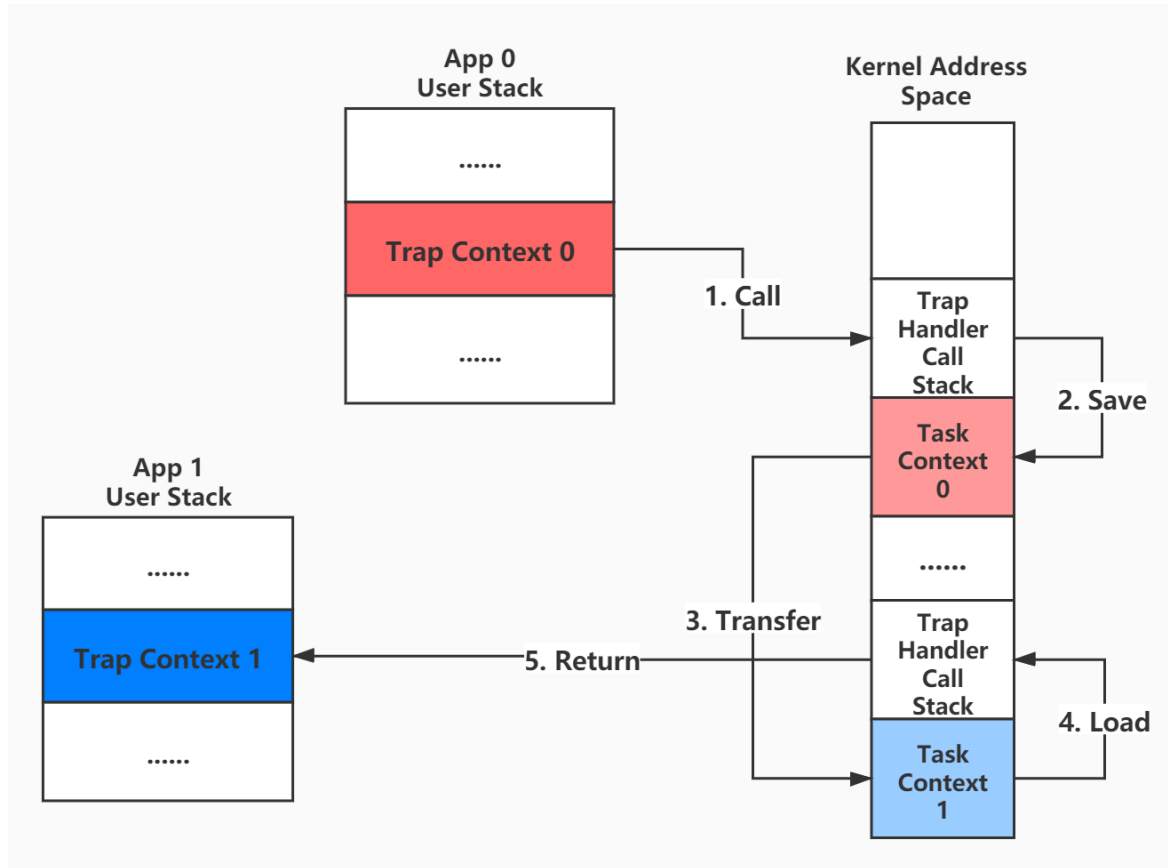 App 0
User Stack
......
Trap Context 0
......
1. Call
Kernel Address
Space
Trap
Handler
Call
Stack
2. Save
Task
Context
0
......
3. Transfer
Trap
Handler
Call
Stack
4. Load
Task
Context
1
5. Return
App 1
User Stack
......
Trap Context 1
......